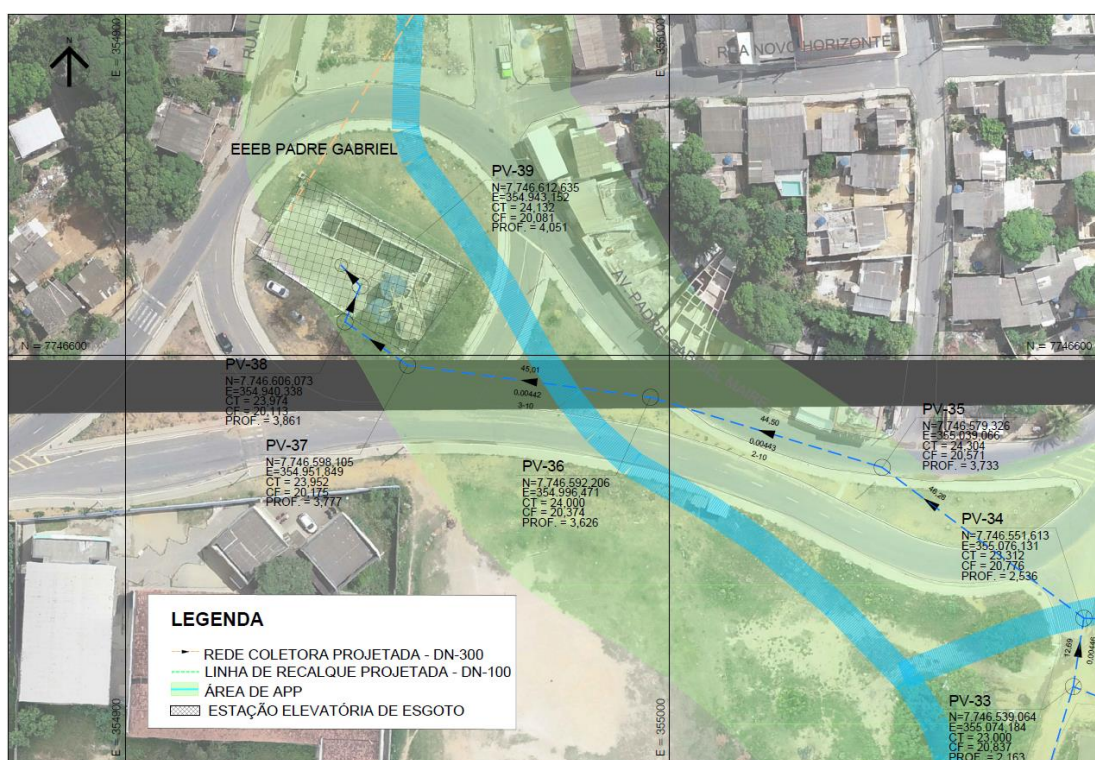 N
E = 354900
RUA
E = 355000
RUA NOVO HORIZONTE
EEEB PADRE GABRIEL
PV-39
N=7.746.612,635
E=354.943,152
CT = 24,132
CF = 20,081
PROF. = 4,051
AV. PADRE GABRIEL
N = 7746600
N = 7746600
PV-38
N=7.746.606,073
E=354.940,338
CT = 23,974
CF = 20,113
PROF. = 3,861
45,01
0,00442
3-10
44,50
0,00443
2-10
PV-35
N=7.746.579,326
E=355.039,066
CT = 24,304
CF = 20,571
PROF. = 3,733
PV-37
N=7.746.598,105
E=354.951,849
CT = 23,952
CF = 20,175
PROF. = 3,777
PV-36
N=7.746.592,206
E=354.996,471
CT = 24,000
CF = 20,374
PROF. = 3,626
46,28
PV-34
N=7.746.551,613
E=355.076,131
CT = 23,312
CF = 20,776
PROF. = 2,536
12,69
0,00446
PV-33
N=7.746.539,064
E=355.074,184
CT = 23,000
CF = 20,837
PROF. = 2,163
LEGENDA
REDE COLETORA PROJETADA - DN-300
LINHA DE RECALQUE PROJETADA - DN-100
ÁREA DE APP
ESTAÇÃO ELEVATÓRIA DE ESGOTO
E = 354900
E = 355000